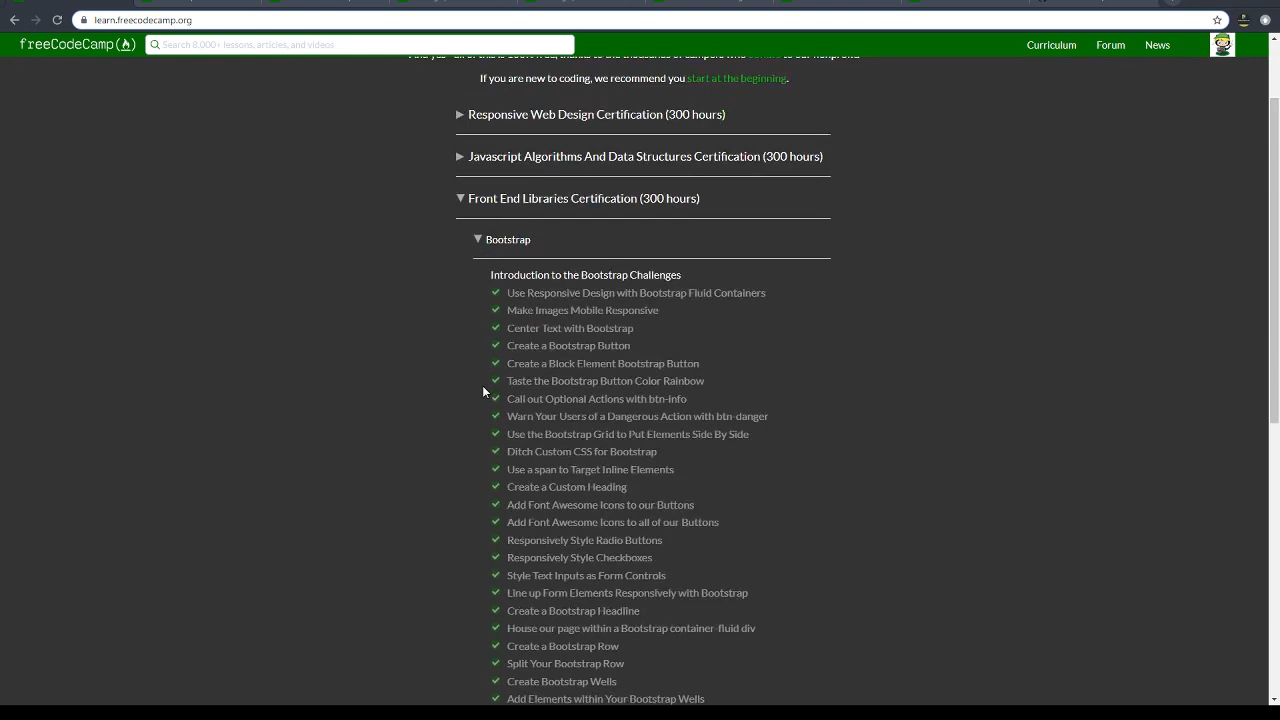 learn.freecodecamp.org
freeCodeCamp
Search 8,000+ lessons, articles, and videos
Curriculum
Forum
News
If you are new to coding, we recommend you start at the beginning.
Responsive Web Design Certification (300 hours)
Javascript Algorithms And Data Structures Certification (300 hours)
Front End Libraries Certification (300 hours)
Bootstrap
Introduction to the Bootstrap Challenges
Use Responsive Design with Bootstrap Fluid Containers
Make Images Mobile Responsive
Center Text with Bootstrap
Create a Bootstrap Button
Create a Block Element Bootstrap Button
Taste the Bootstrap Button Color Rainbow
Call out Optional Actions with btn-info
Warn Your Users of a Dangerous Action with btn-danger
Use the Bootstrap Grid to Put Elements Side By Side
Ditch Custom CSS for Bootstrap
Use a span to Target Inline Elements
Create a Custom Heading
Add Font Awesome Icons to our Buttons
Add Font Awesome Icons to all of our Buttons
Responsively Style Radio Buttons
Responsively Style Checkboxes
Style Text Inputs as Form Controls
Line up Form Elements Responsively with Bootstrap
Create a Bootstrap Headline
House our page within a Bootstrap container-fluid div
Create a Bootstrap Row
Split Your Bootstrap Row
Create Bootstrap Wells
Add Elements within Your Bootstrap Wells